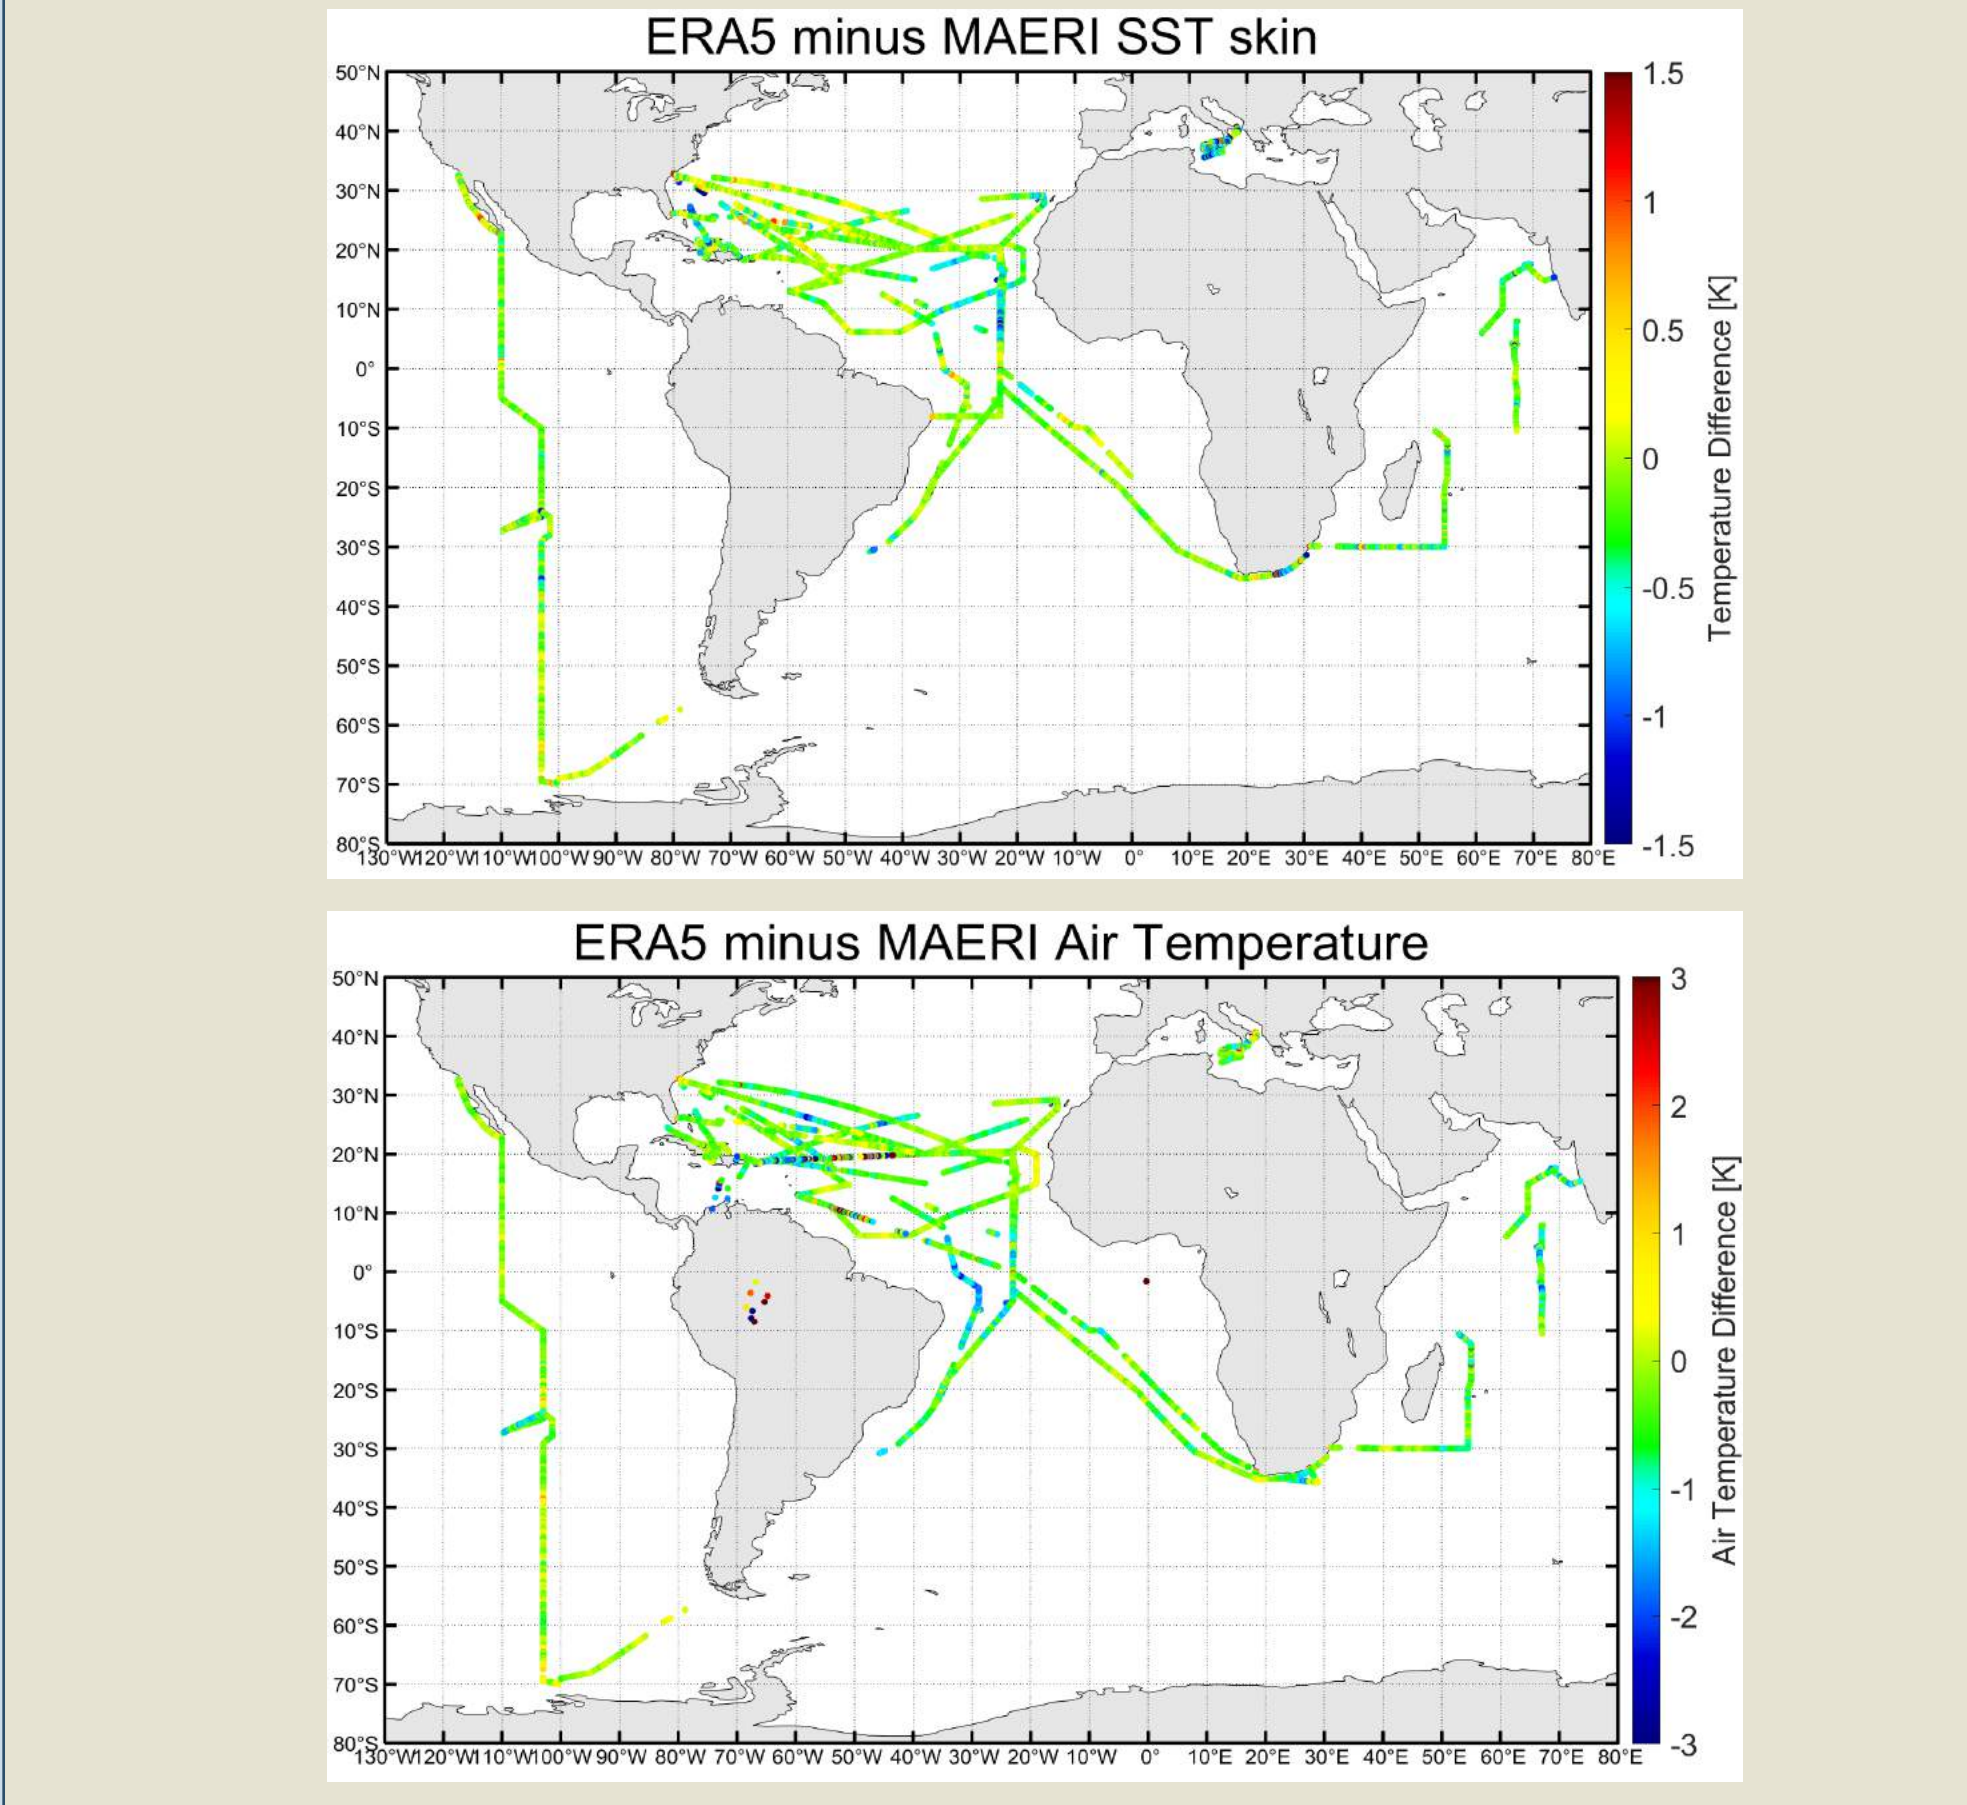 ERA5 minus MAERI SST skin
50°N
40°N
30°N
20°N
10°N
0°
10°S
20°S
30°S
40°S
50°S
60°S
70°S
80°S
130°W 120°W 110°W 100°W 90°W 80°W 70°W 60°W 50°W 40°W 30°W 20°W 10°W 0° 10°E 20°E 30°E 40°E 50°E 60°E 70°E 80°E
1.5
1
0.5
0
-0.5
-1
-1.5
Temperature Difference [K]
ERA5 minus MAERI Air Temperature
50°N
40°N
30°N
20°N
10°N
0°
10°S
20°S
30°S
40°S
50°S
60°S
70°S
80°S
130°W 120°W 110°W 100°W 90°W 80°W 70°W 60°W 50°W 40°W 30°W 20°W 10°W 0° 10°E 20°E 30°E 40°E 50°E 60°E 70°E 80°E
3
2
1
0
-1
-2
-3
Air Temperature Difference [K]